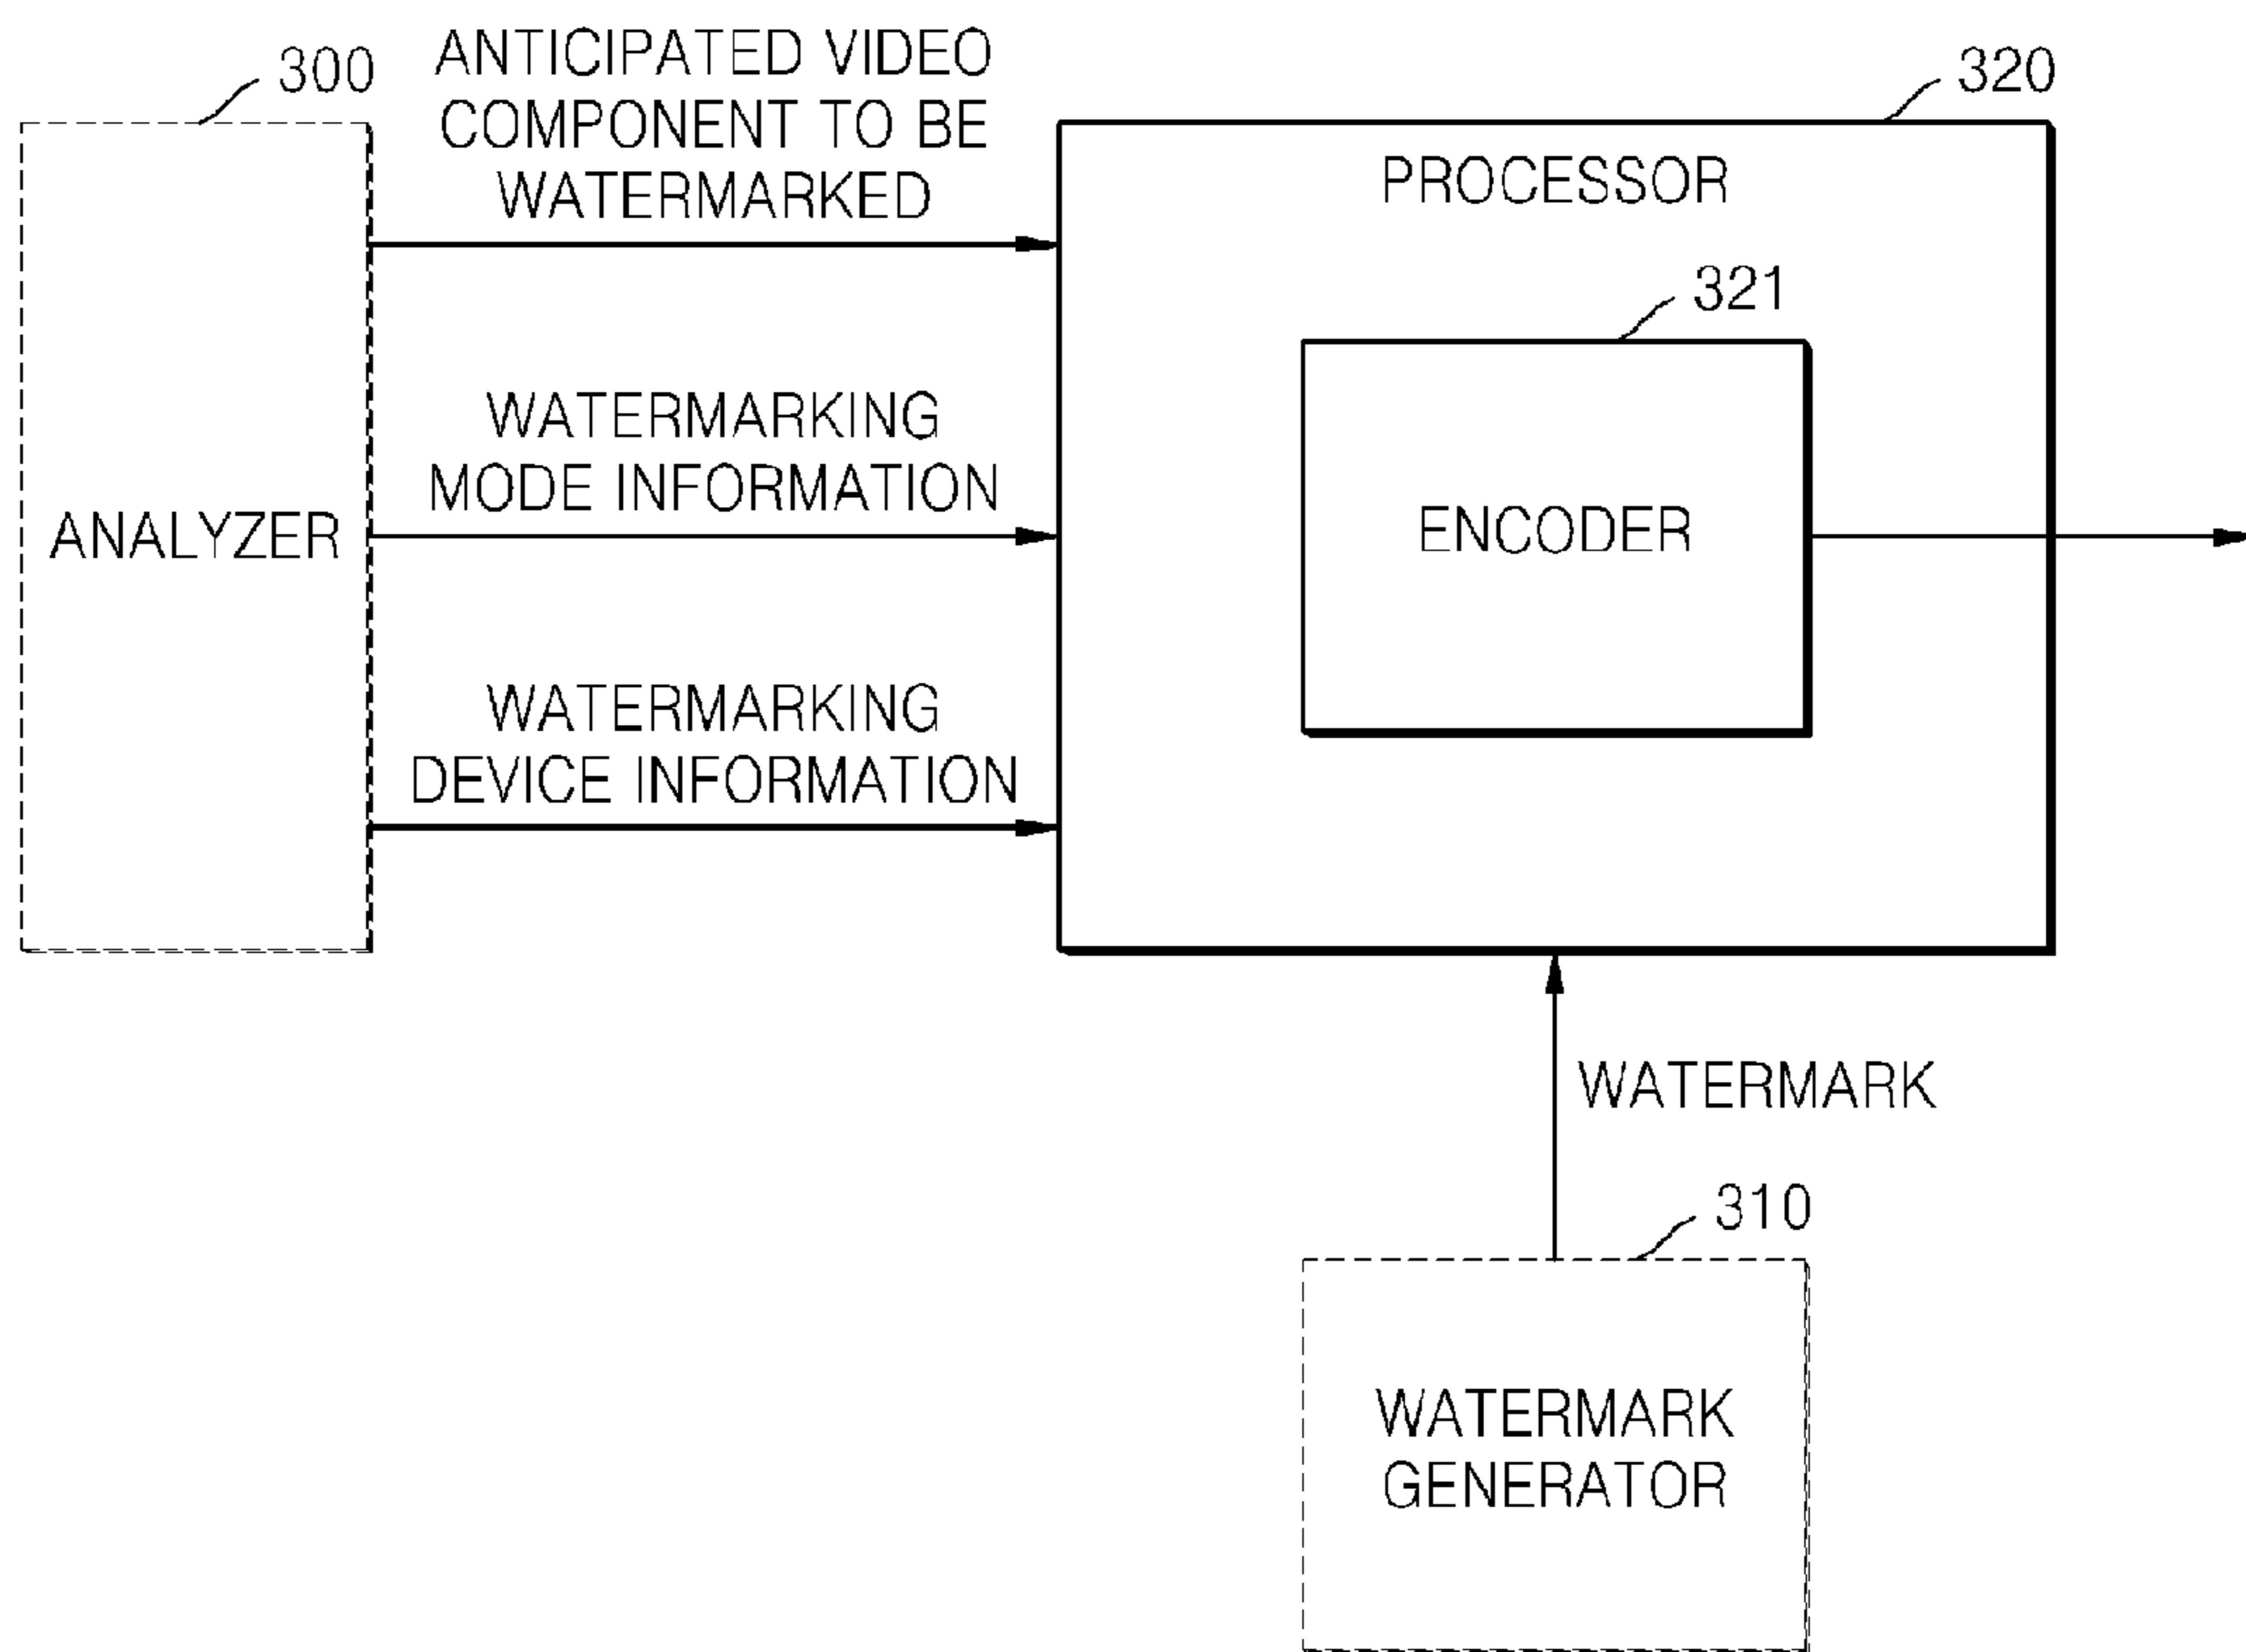 300
ANTICIPATED VIDEO
COMPONENT TO BE
WATERMARKED
320
PROCESSOR
321
WATERMARKING
MODE INFORMATION
ANALYZER
ENCODER
WATERMARKING
DEVICE INFORMATION
WATERMARK
310
WATERMARK
GENERATOR